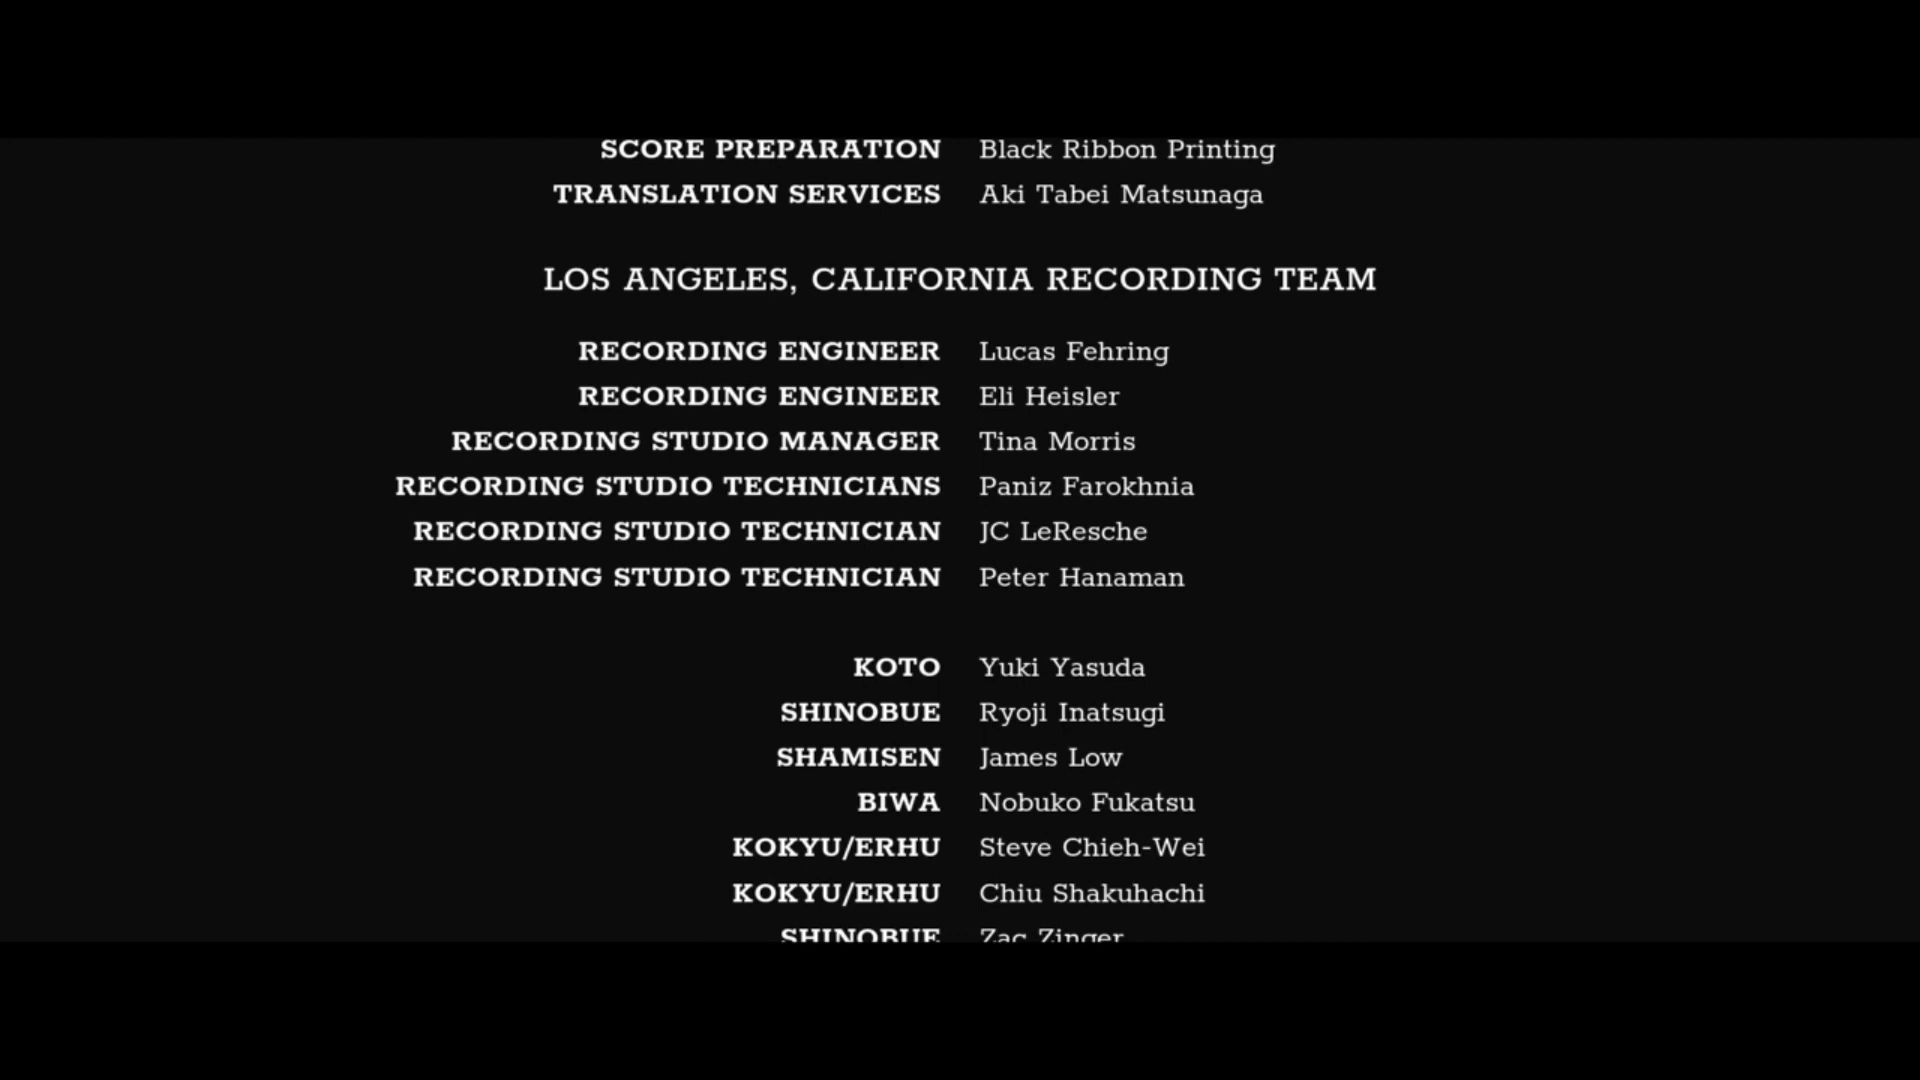 SCORE PREPARATION Black Ribbon Printing
TRANSLATION SERVICES Aki Tabei Matsunaga
LOS ANGELES, CALIFORNIA RECORDING TEAM
RECORDING ENGINEER Lucas Fehring
RECORDING ENGINEER Eli Heisler
RECORDING STUDIO MANAGER Tina Morris
RECORDING STUDIO TECHNICIANS Paniz Farokhnia
RECORDING STUDIO TECHNICIAN JC LeResche
RECORDING STUDIO TECHNICIAN Peter Hanaman
KOTO Yuki Yasuda
SHINOBUE Ryoji Inatsugi
SHAMISEN James Low
BIWA Nobuko Fukatsu
KOKYU/ERHU Steve Chieh-Wei
KOKYU/ERHU Chiu Shakuhachi
SHINOBUE Zac Zinger